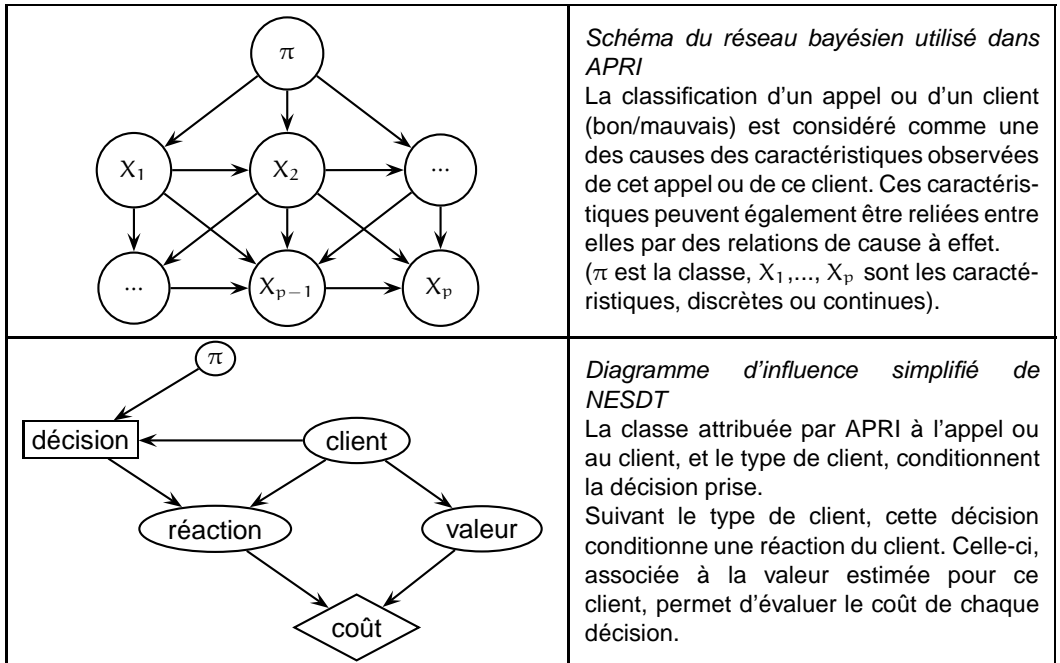 π
X₁
X₂
...
...
Xₚ₋₁
Xₚ
Schéma du réseau bayésien utilisé dans
APRI
La classification d'un appel ou d'un client
(bon/mauvais) est considéré comme une
des causes des caractéristiques observées
de cet appel ou de ce client. Ces caractéris-
tiques peuvent également être reliées entre
elles par des relations de cause à effet.
(π est la classe, X₁,..., Xₚ sont les caracté-
ristiques, discrètes ou continues).
π
décision
client
réaction
valeur
coût
Diagramme d'influence simplifié de
NESDT
La classe attribuée par APRI à l'appel ou
au client, et le type de client, conditionnent
la décision prise.
Suivant le type de client, cette décision
conditionne une réaction du client. Celle-ci,
associée à la valeur estimée pour ce
client, permet d'évaluer le coût de chaque
décision.